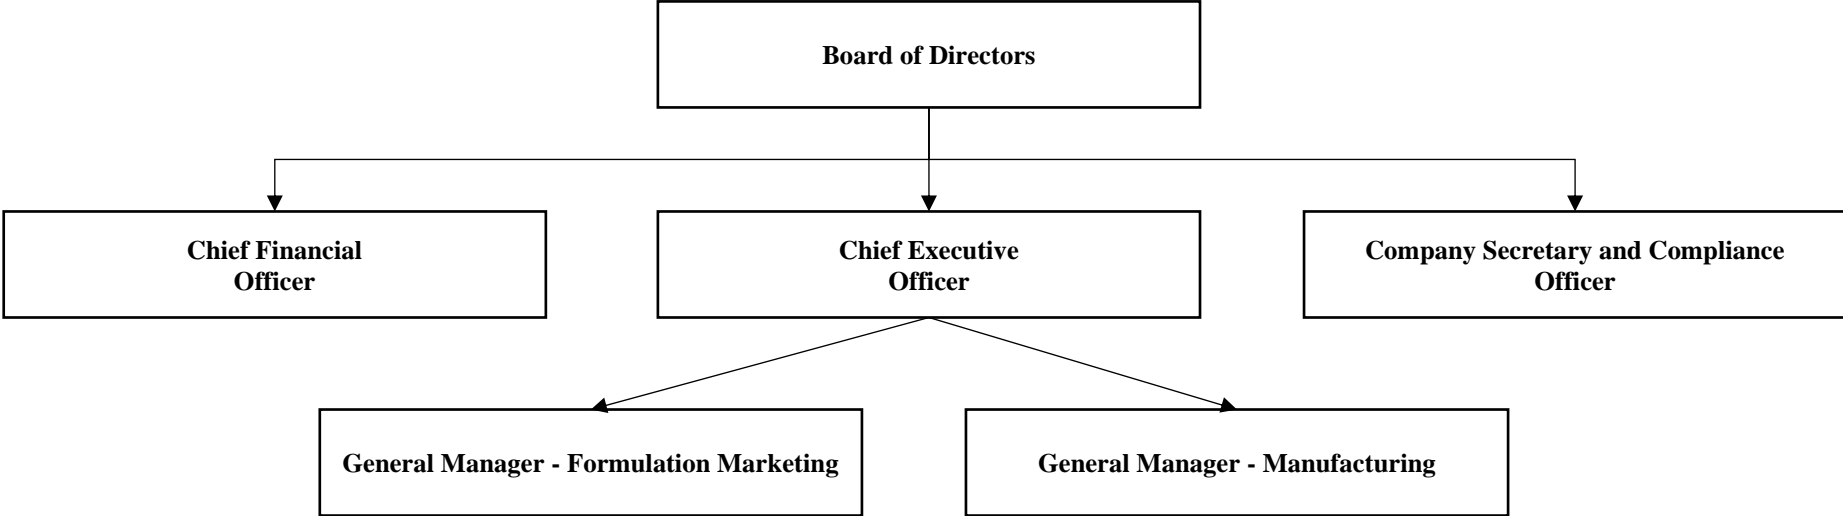 Board of Directors
Chief Financial
Officer
Chief Executive
Officer
Company Secretary and Compliance
Officer
General Manager - Formulation Marketing
General Manager - Manufacturing